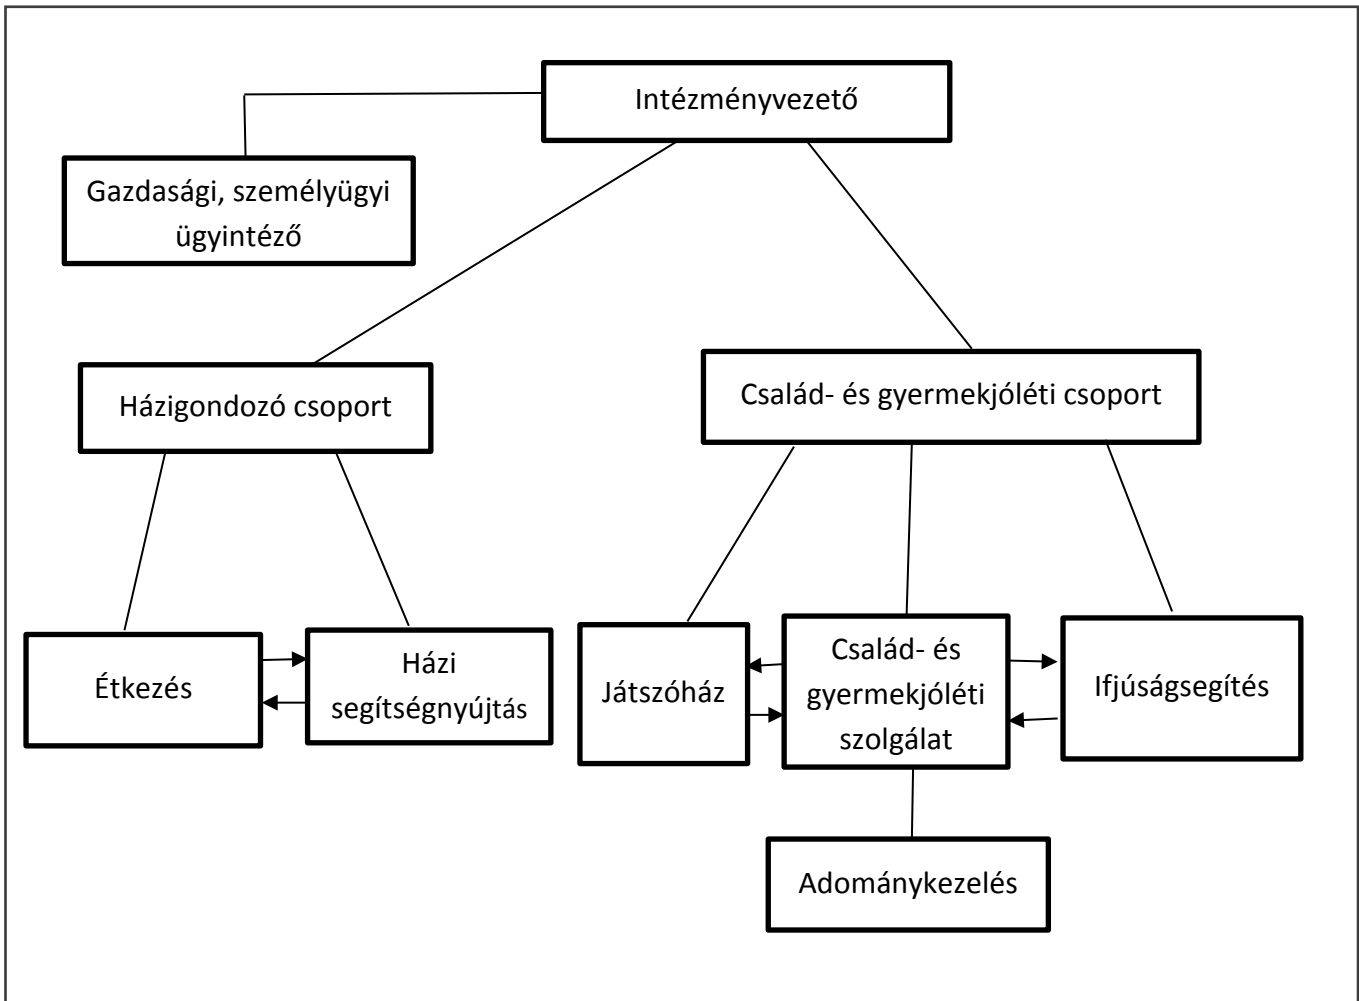 Intézményvezető
Gazdasági, személyügyi
ügyintéző
Házigondozó csoport
Család- és gyermekjóléti csoport
Étkezés
Házi
segítségnyújtás
Játszóház
Család- és
gyermekjóléti
szolgálat
Ifjúságsegítés
Adománykezelés